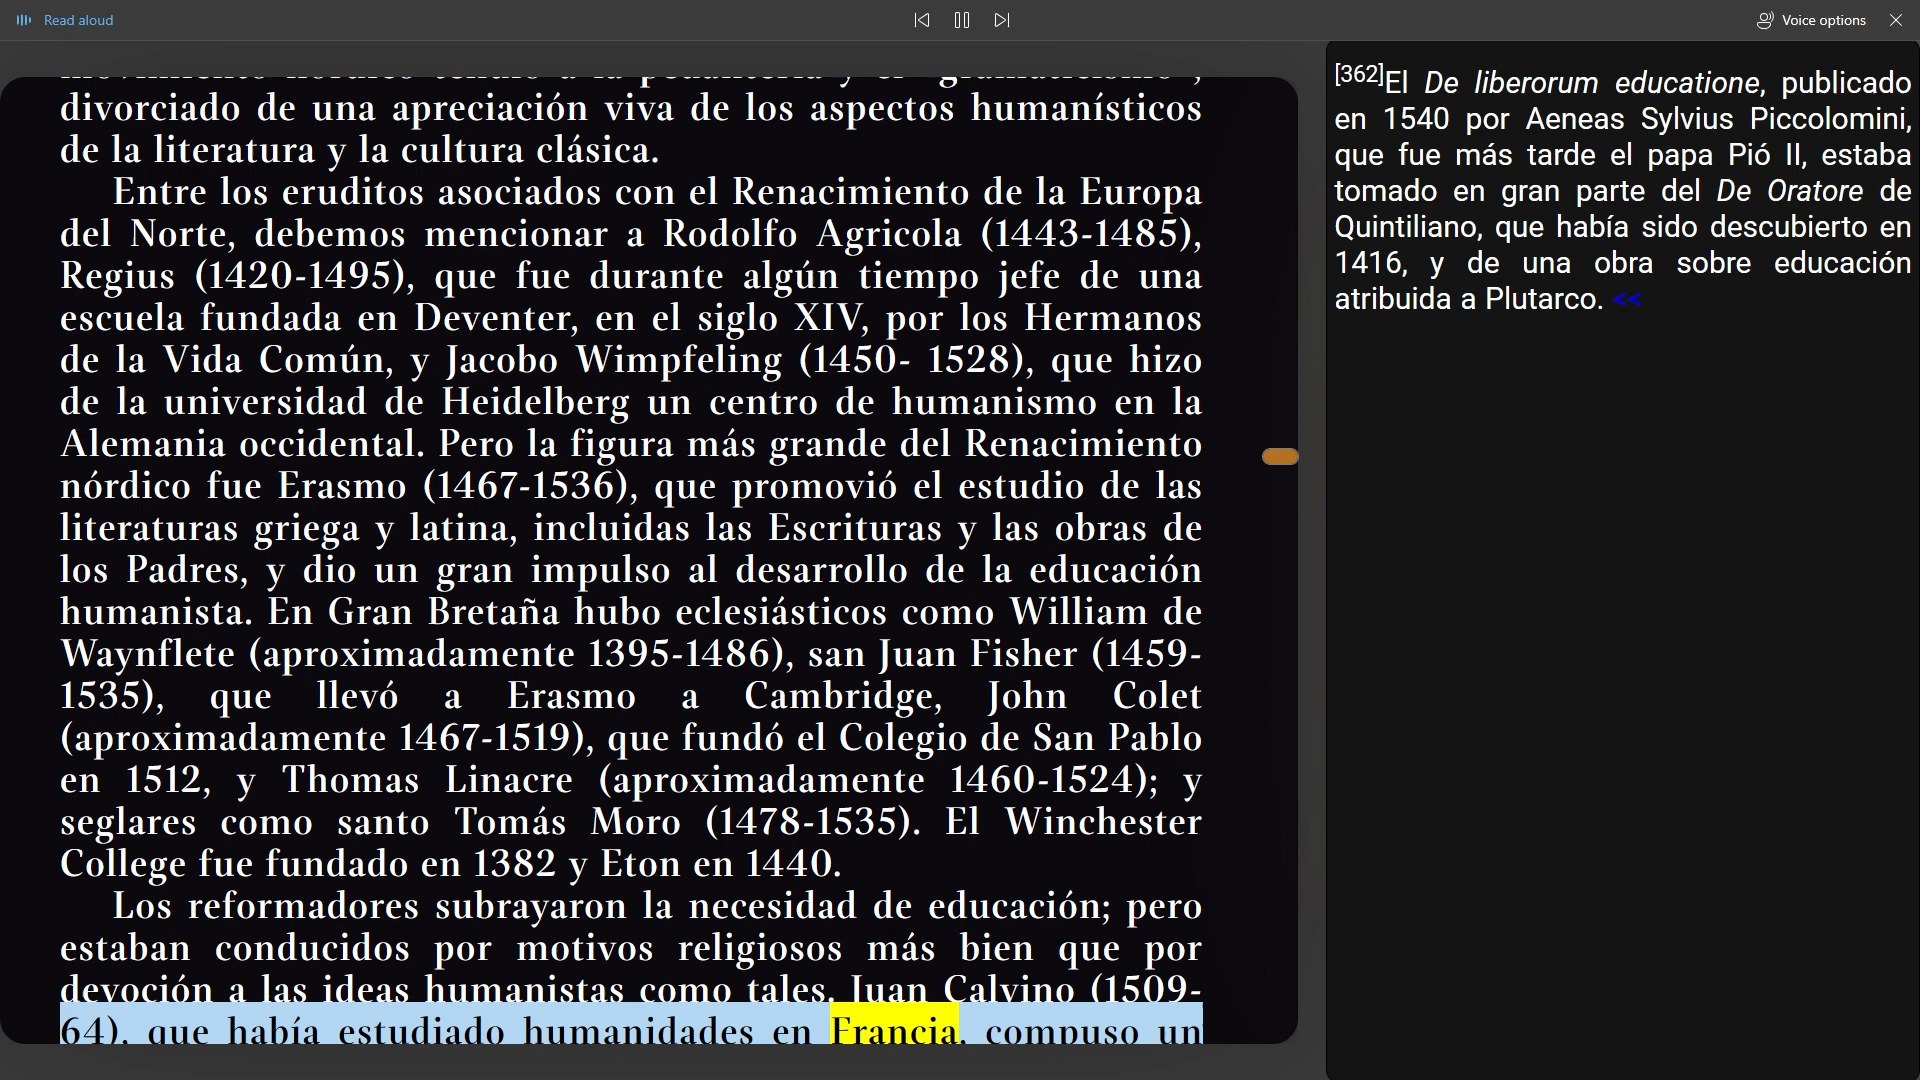 Read aloud
Voice options
divorciado de una apreciación viva de los aspectos humanísticos
de la literatura y la cultura clásica.
Entre los eruditos asociados con el Renacimiento de la Europa
del Norte, debemos mencionar a Rodolfo Agricola (1443-1485),
Regius (1420-1495), que fue durante algún tiempo jefe de una
escuela fundada en Deventer, en el siglo XIV, por los Hermanos
de la Vida Común, y Jacobo Wimpfeling (1450- 1528), que hizo
de la universidad de Heidelberg un centro de humanismo en la
Alemania occidental. Pero la figura más grande del Renacimiento
nórdico fue Erasmo (1467-1536), que promovió el estudio de las
literaturas griega y latina, incluidas las Escrituras y las obras de
los Padres, y dio un gran impulso al desarrollo de la educación
humanista. En Gran Bretaña hubo eclesiásticos como William de
Waynflete (aproximadamente 1395-1486), san Juan Fisher (1459-
1535), que llevó a Erasmo a Cambridge, John Colet
(aproximadamente 1467-1519), que fundó el Colegio de San Pablo
en 1512, y Thomas Linacre (aproximadamente 1460-1524); y
seglares como santo Tomás Moro (1478-1535). El Winchester
College fue fundado en 1382 y Eton en 1440.
Los reformadores subrayaron la necesidad de educación; pero
estaban conducidos por motivos religiosos más bien que por
devoción a las ideas humanistas como tales. Juan Calvino (1509-
64), que había estudiado humanidades en Francia, compuso un
[362]El De liberorum educatione, publicado
en 1540 por Aeneas Sylvius Piccolomini,
que fue más tarde el papa Pió II, estaba
tomado en gran parte del De Oratore de
Quintiliano, que había sido descubierto en
1416, y de una obra sobre educación
atribuida a Plutarco. <<